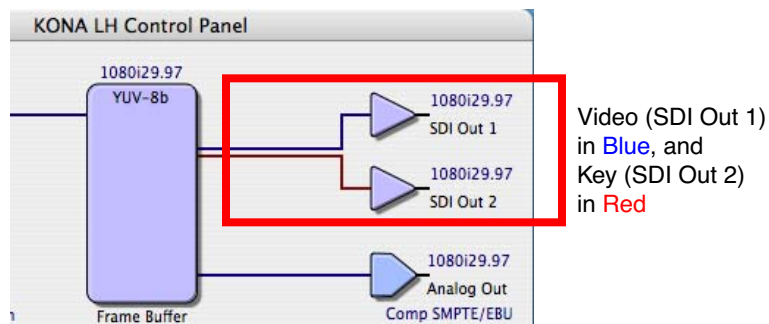 KONA LH Control Panel
1080i29.97
YUV-8b
1080i29.97
SDI Out 1
1080i29.97
SDI Out 2
1080i29.97
Analog Out
Frame Buffer
Comp SMPTE/EBU
Video (SDI Out 1)
in Blue, and
Key (SDI Out 2)
in Red